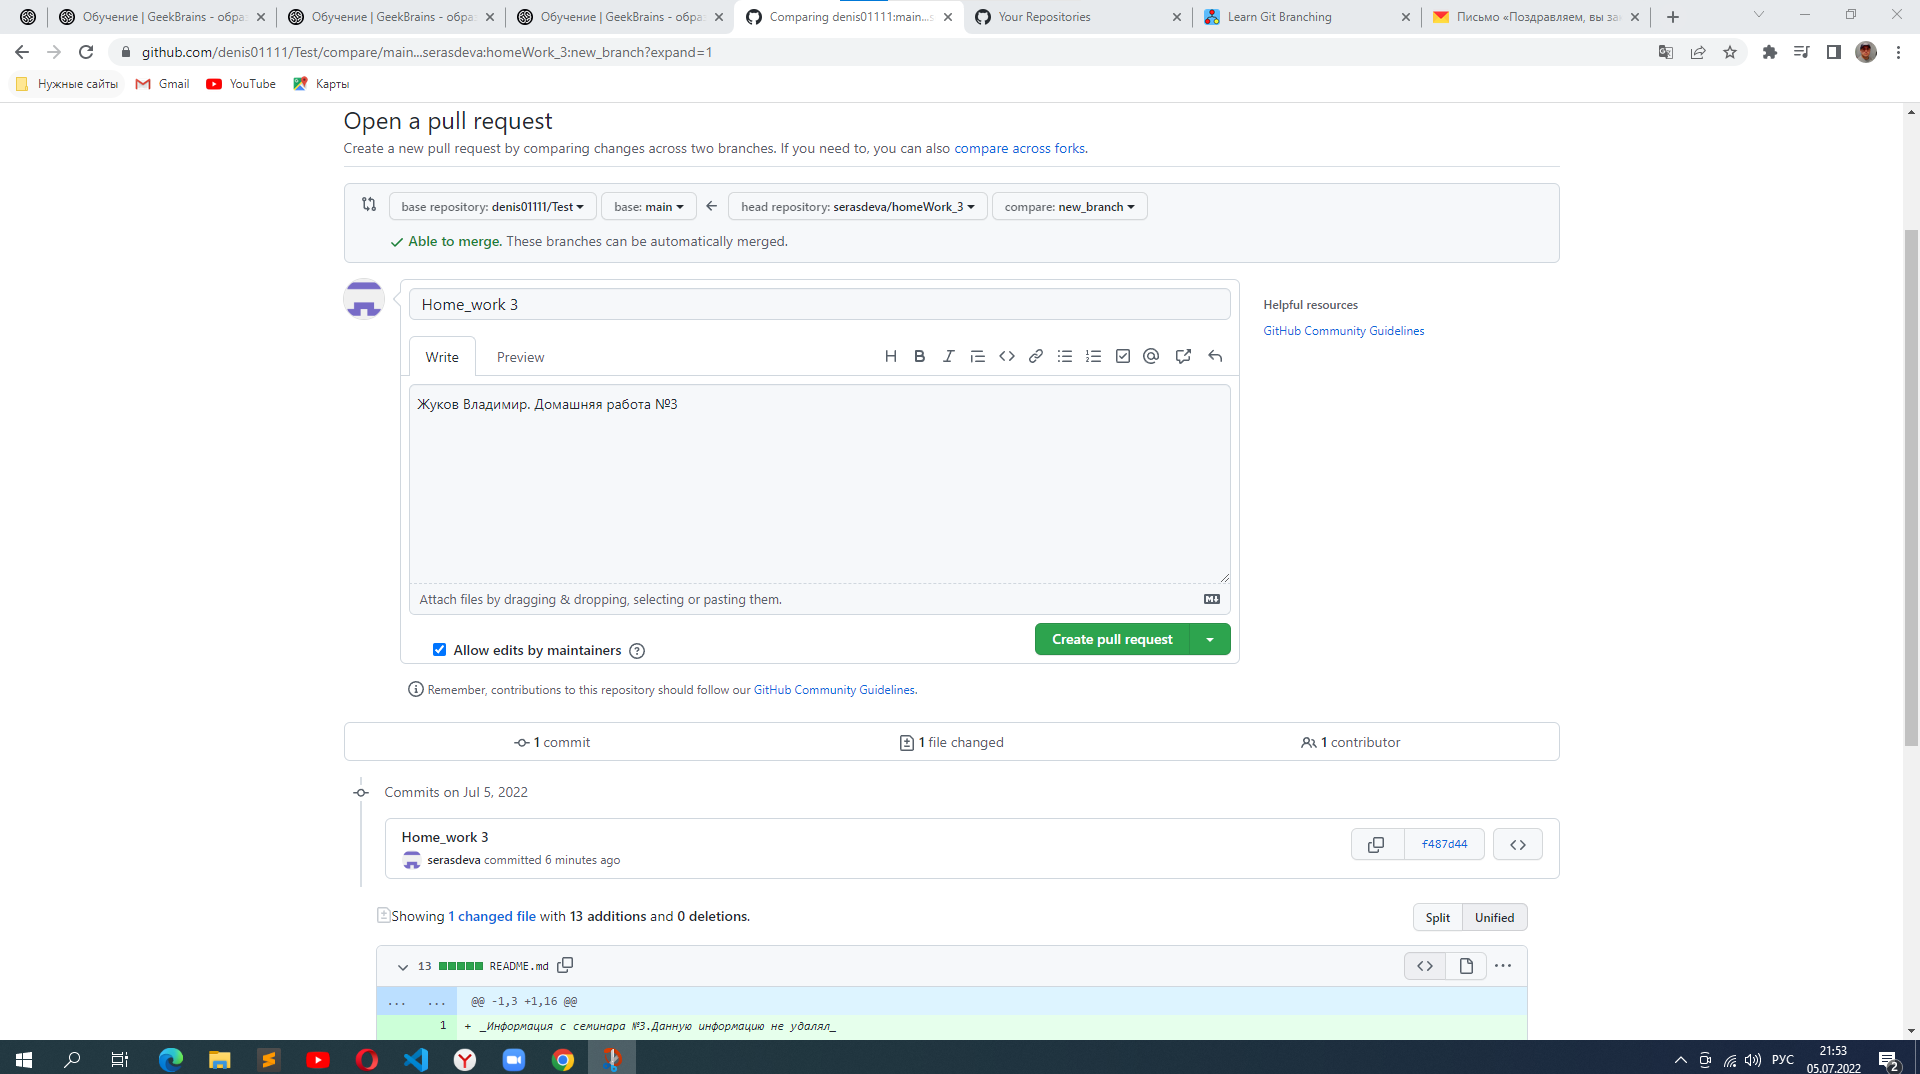 Обучение | GeekBrains - обра
Обучение | GeekBrains - обра
Обучение | GeekBrains - обра
Comparing denis01111:main...s
Your Repositories
Learn Git Branching
Письмо «Поздравляем, вы за
github.com/denis01111/Test/compare/main...serasdeva:homeWork_3:new_branch?expand=1
Нужные сайты Gmail YouTube Карты
Open a pull request
Create a new pull request by comparing changes across two branches. If you need to, you can also compare across forks.
base repository: denis01111/Test base: main head repository: serasdeva/homeWork_3 compare: new_branch
Able to merge. These branches can be automatically merged.
Home_work 3
Helpful resources
GitHub Community Guidelines
Write Preview
Жуков Владимир. Домашняя работа №3
Attach files by dragging & dropping, selecting or pasting them.
Allow edits by maintainers
Create pull request
Remember, contributions to this repository should follow our GitHub Community Guidelines.
1 commit 1 file changed 1 contributor
Commits on Jul 5, 2022
Home_work 3
serasdeva committed 6 minutes ago
f487d44
Showing 1 changed file with 13 additions and 0 deletions.
Split Unified
13 README.md
... ... @@ -1,3 +1,16 @@
1 + _Информация с семинара №3.Данную информацию не удалял_
РУС
21:53
05.07.2022
2